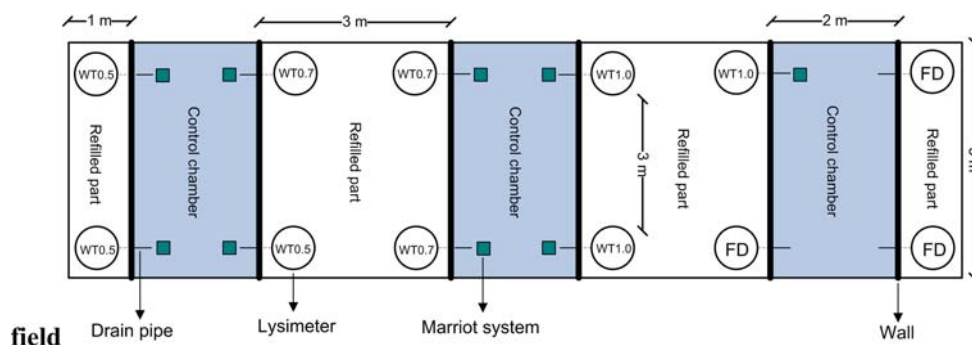 1 m
3 m
2 m
WT0.5
WT0.7
WT0.7
WT1.0
WT1.0
FD
Refilled part
Control chamber
Refilled part
Control chamber
3 m
Refilled part
Control chamber
Refilled part
m
WT0.5
WT0.5
WT0.7
WT1.0
FD
FD
field
Drain pipe
Lysimeter
Marriot system
Wall